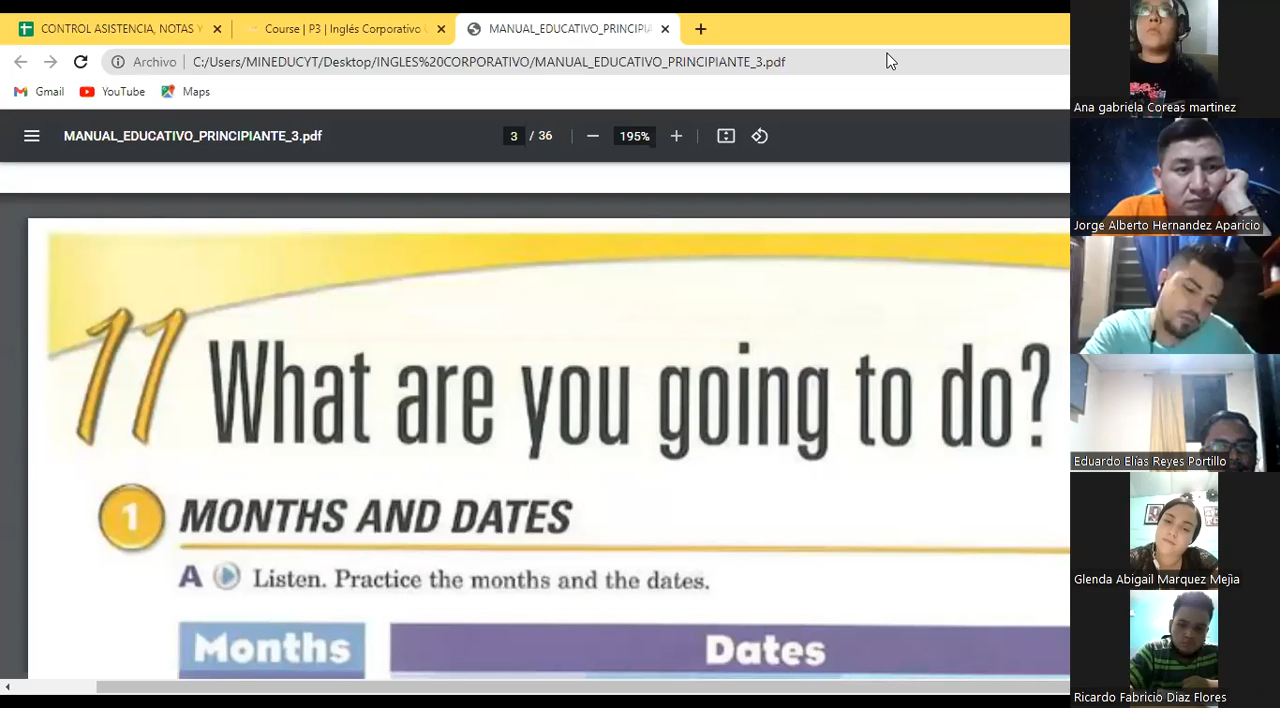 CONTROL ASISTENCIA, NOTAS Y
Course | P3 | Inglés Corporativo
MANUAL_EDUCATIVO_PRINCIPIA
Archivo C:/Users/MINEDUCYT/Desktop/INGLES%20CORPORATIVO/MANUAL_EDUCATIVO_PRINCIPIANTE_3.pdf
Gmail YouTube Maps
MANUAL_EDUCATIVO_PRINCIPIANTE_3.pdf 3 / 36 195%
11 What are you going to do?
1 MONTHS AND DATES
A Listen. Practice the months and the dates.
Months Dates
Ana gabriela Coreas martinez
Jorge Alberto Hernandez Aparicio
Eduardo Elías Reyes Portillo
Glenda Abigail Marquez Mejia
Ricardo Fabricio Diaz Flores